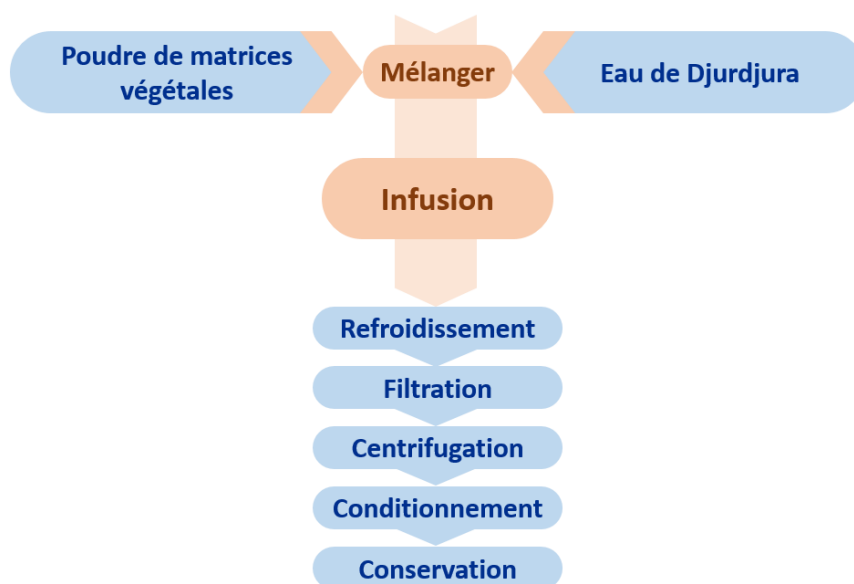 Poudre de matrices
végétales
Mélanger
Eau de Djurdjura
Infusion
Refroidissement
Filtration
Centrifugation
Conditionnement
Conservation